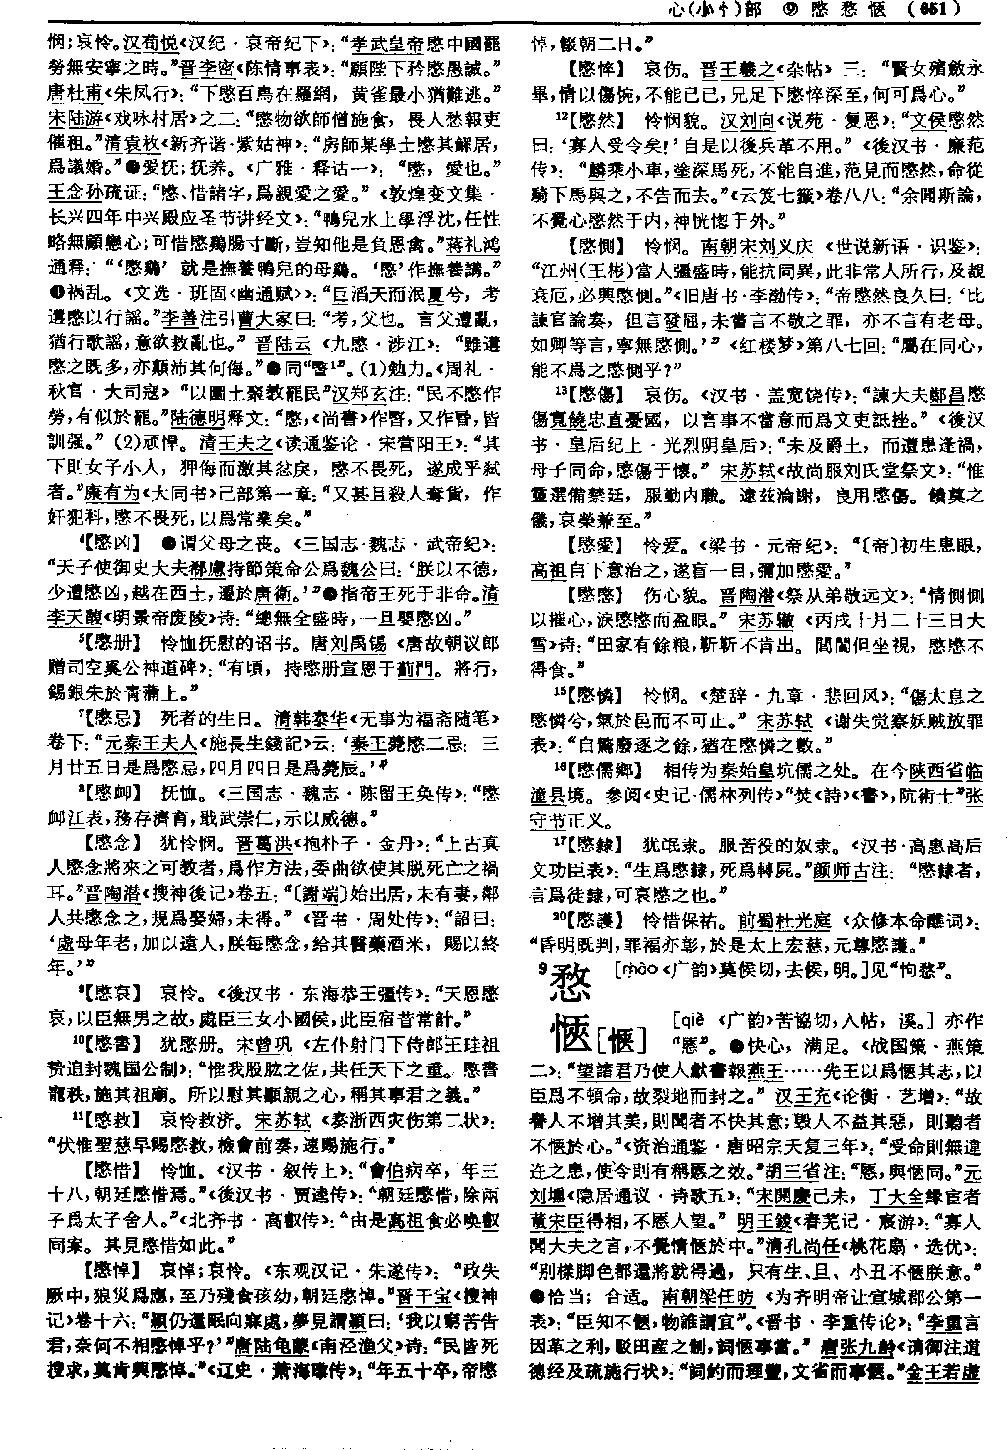 心(小忄)部 ⑨ 愍 愗 愜 (651)
悯;哀怜。汉荀悦《汉纪·哀帝纪下》:“孝武皇帝愍中國罷
勞無安寧之時。”晋李密《陈情事表》:“願陛下矜愍愚誠。”
唐杜甫《朱凤行》:“下愍百鳥在羅網,黄雀最小猶難逃。”
宋陆游《戏咏村居》之二:“愍物欲師僧施食,畏人愁報吏
催租。”清袁枚《新齐谐·紫姑神》:“房師某學士愍其鰥居,
爲議婚。”❸爱抚;抚养。《广雅·释诂一》:“愍,愛也。”
王念孙疏证:“愍、惜諸字,爲親愛之愛。”《敦煌变文集·
长兴四年中兴殿应圣节讲经文》:“鴨兒水上學浮沈,任性
略無顧戀心;可惜愍鷄腸寸斷,豈知他是負恩禽。”蒋礼鸿
通释:“‘愍鷄’就是撫養鴨兒的母鷄。‘愍’作撫養講。”
❹祸乱。《文选·班固〈幽通赋〉》:“巨滔天而泯夏兮,考
遘愍以行謡。”李善注引曹大家曰:“考,父也。言父遭亂,
猶行歌謡,意欲救亂也。”晋陆云《九愍·涉江》:“雖遘
愍之既多,亦顛沛其何侮。”❺同“暋¹”。(1)勉力。《周礼·
秋官·大司寇》“以圜土聚教罷民”汉郑玄注:“民不愍作
勞,有似於罷。”陆德明释文:“愍,《尚書》作暋,又作昬,皆
訓强。”(2)顽悍。清王夫之《读通鉴论·宋营阳王》:“其
下則女子小人,狎侮而激其忿戾,愍不畏死,遂成乎弑
者。”康有为《大同书》己部第一章:“又甚且殺人奪貨,作
奸犯科,愍不畏死,以爲常業矣。”
⁴【愍凶】 ❶谓父母之丧。《三国志·魏志·武帝纪》:
“天子使御史大夫郗慮持節策命公爲魏公曰:‘朕以不德,
少遭愍凶,越在西土,遷於唐衛。’”❷指帝王死于非命。清
李天馥《明景帝废陵》诗:“總無全盛時,一旦嬰愍凶。”
⁵【愍册】 怜恤抚慰的诏书。唐刘禹锡《唐故朝议郎
赠司空奚公神道碑》:“有頃,持愍册宣恩于薊門。將行,
錫銀朱於青蒲上。”
⁷【愍忌】 死者的生日。清韩泰华《无事为福斋随笔》
卷下:“元秦王夫人《施長生錢記》云:‘秦王薨愍二忌:三
月廿五日是爲愍忌,四月四日是爲薨辰。’”
⁸【愍卹】 抚恤。《三国志·魏志·陈留王奂传》:“愍
卹江表,務存濟育,戢武崇仁,示以威德。”
【愍念】 犹怜悯。晋葛洪《抱朴子·金丹》:“上古真
人愍念將來之可教者,爲作方法,委曲欲使其脱死亡之禍
耳。”晋陶潜《搜神後记》卷五:“〔謝端〕始出居,未有妻,鄰
人共愍念之,規爲娶婦,未得。”《晋书·周处传》:“詔曰:
‘處母年老,加以遠人,朕每愍念,給其醫藥酒米,賜以終
年。’”
⁹【愍哀】 哀怜。《後汉书·东海恭王彊传》:“天恩愍
哀,以臣無男之故,處臣三女小國侯,此臣宿昔常計。”
¹⁰【愍書】 犹愍册。宋曾巩《左仆射门下侍郎王珪祖
贽追封魏国公制》:“惟我股肱之佐,共任天下之重。愍書
寵秩,施其祖廟。所以慰其顯親之心,稱其事君之義。”
¹¹【愍救】 哀怜救济。宋苏轼《奏浙西灾伤第二状》:
“伏惟聖慈早賜愍救,檢會前奏,速賜施行。”
【愍惜】 怜恤。《汉书·叙传上》:“會伯病卒,年三
十八,朝廷愍惜焉。”《後汉书·贾逵传》:“朝廷愍惜,除兩
子爲太子舍人。”《北齐书·高叡传》:“由是高祖食必唤叡
同案。其見愍惜如此。”
【愍悼】 哀悼;哀怜。《东观汉记·朱遂传》:“政失
厥中,狼災爲應,至乃殘食孩幼,朝廷愍悼。”晋干宝《搜神
记》卷十六:“穎仍還眠向寐處,夢見謂穎曰:‘我以窮苦告
君,奈何不相愍悼乎?’”唐陆龟蒙《南泾渔父》诗:“民皆死
搜求,莫肯興愍悼。”《辽史·萧海瓈传》:“年五十卒,帝愍
悼,輟朝二日。”
【愍悴】 哀伤。晋王羲之《杂帖》三:“賢女殯斂永
畢,情以傷惋,不能已已,兄足下愍悴深至,何可爲心。”
¹²【愍然】 怜悯貌。汉刘向《说苑·复恩》:“文侯愍然
曰:‘寡人受令矣!’自是以後兵革不用。”《後汉书·廉范
传》:“麟乘小車,塗深馬死,不能自進,范見而愍然,命從
騎下馬與之,不告而去。”《云笈七籤》卷八八:“余聞斯論,
不覺心愍然于内,神恍惚于外。”
【愍惻】 怜悯。南朝宋刘义庆《世说新语·识鉴》:
“江州(王彬)當人彊盛時,能抗同異,此非常人所行,及覩
衰厄,必興愍惻。”《旧唐书·李渤传》:“帝愍然良久曰:‘比
諫官論奏,但言發屈,未嘗言不敬之罪,亦不言有老母。
如卿等言,寧無愍惻。’”《红楼梦》第八七回:“屬在同心,
能不爲之愍惻乎?”
¹³【愍傷】 哀伤。《汉书·盖宽饶传》:“諫大夫鄭昌愍
傷寬饒忠直憂國,以言事不當意而爲文吏詆挫。”《後汉
书·皇后纪上·光烈阴皇后》:“未及爵土,而遭患逢禍,
母子同命,愍傷于懷。”宋苏轼《故尚服刘氏堂祭文》:“惟
靈選備禁廷,服勤内職。遽兹淪謝,良用愍傷。饋奠之
儀,哀榮兼至。”
【愍愛】 怜爱。《梁书·元帝纪》:“〔帝〕初生患眼,
高祖自下意治之,遂盲一目,彌加愍愛。”
【愍愍】 伤心貌。晋陶潜《祭从弟敬远文》:“情惻惻
以摧心,淚愍愍而盈眼。”宋苏辙《丙戌十月二十三日大
雪》诗:“田家有餘粮,靳靳不肯出。閭閻但坐視,愍愍不
得食。”
¹⁵【愍憐】 怜悯。《楚辞·九章·悲回风》:“傷太息之
愍憐兮,氣於邑而不可止。”宋苏轼《谢失觉察妖贼放罪
表》:“白鷺廢逐之餘,猶在愍憐之數。”
¹⁶【愍儒鄉】 相传为秦始皇坑儒之处。在今陕西省临
潼县境。参阅《史记·儒林列传》“焚《詩》《書》,阬術士”张
守节正义。
¹⁷【愍隸】 犹氓隶。服苦役的奴隶。《汉书·高惠高后
文功臣表》:“生爲愍隸,死爲轉屍。”颜师古注:“愍隸者,
言爲徒隸,可哀愍之也。”
²⁰【愍護】 怜惜保祐。前蜀杜光庭《众修本命醮词》:
“昏明既判,罪福亦彰,於是太上宏慈,元尊愍護。”
⁹愗 [mào《广韵》莫候切,去候,明。]见“怐愗”。
愜[惬] [qiè《广韵》苦協切,入帖,溪。]亦作
“㥦”。❶快心,满足。《战国策·燕策
二》:“望諸君乃使人獻書報燕王……先王以爲愜其志,以
臣爲不頓命,故裂地而封之。”汉王充《论衡·艺增》:“故
譽人不增其美,則聞者不快其意;毁人不益其惡,則聽者
不愜於心。”《资治通鉴·唐昭宗天复三年》:“受命則無違
迕之患,使令則有稱㥦之效。”胡三省注:“㥦,與愜同。”元
刘壎《隐居通议·诗歌五》:“宋開慶己未,丁大全緣宦者
董宋臣得相,不㥦人望。”明王錂《春芜记·宸游》:“寡人
聞大夫之言,不覺情愜於中。”清孔尚任《桃花扇·选优》:
“别樣脚色都還將就得過,只有生、旦、小丑不愜朕意。”
❷恰当;合适。南朝梁任昉《为齐明帝让宣城郡公第一
表》:“臣知不愜,物誰謂宜”。《晋书·李重传论》:“李重言
因革之利,駁田産之制,詞愜事當。”唐张九龄《请御注道
德经及疏施行状》:“詞約而理豐,文省而事愜。”金王若虚